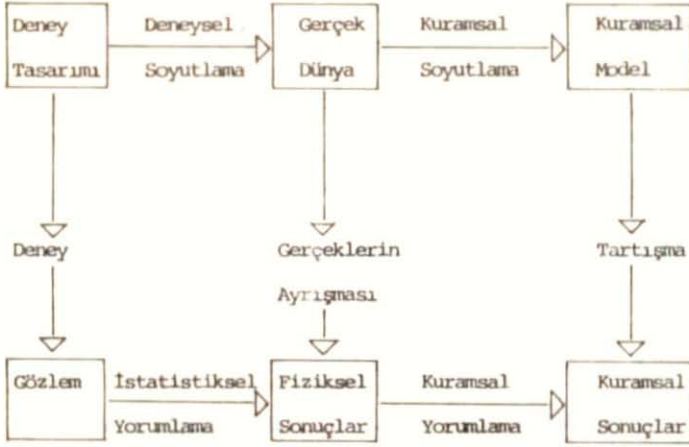 Deney Deneysel Gerçek Kuramsal Kuramsal
Tasarımı Soyutlama Dünya Soyutlama Model
Deney Gerçeklerin Tartışma
Ayrışması
Gözlem İstatistiksel Fiziksel Kuramsal Kuramsal
Yorumlama Sonuçlar Yorumlama Sonuçlar